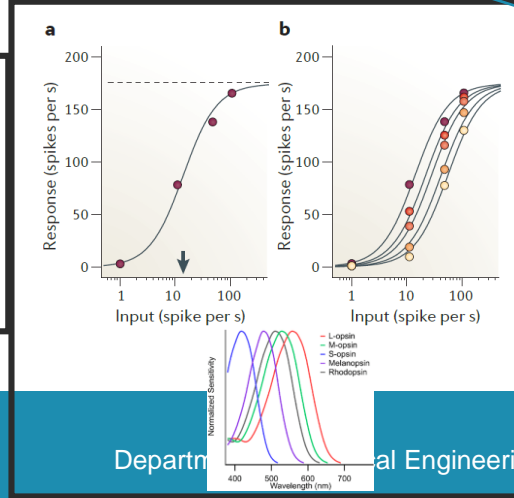 a
b
200
150
100
50
0
Response (spikes per s)
1 10 100
Input (spike per s)
200
150
100
50
0
Response (spikes per s)
1 10 100
Input (spike per s)
Normalized Sensitivity
L-opsin
M-opsin
S-opsin
Melanopsin
Rhodopsin
400 500 600 700
Wavelength (nm)
Departm al Engineeri